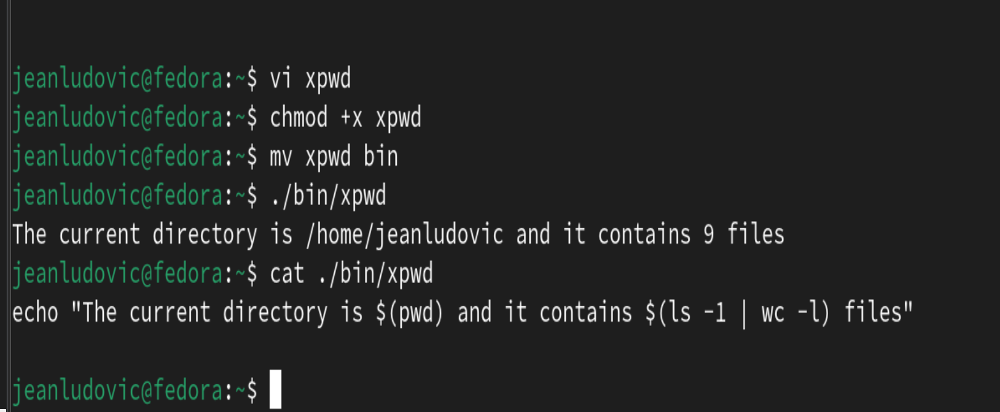 jeanludovic@fedora:~$ vi xpwd
jeanludovic@fedora:~$ chmod +x xpwd
jeanludovic@fedora:~$ mv xpwd bin
jeanludovic@fedora:~$ ./bin/xpwd
The current directory is /home/jeanludovic and it contains 9 files
jeanludovic@fedora:~$ cat ./bin/xpwd
echo "The current directory is $(pwd) and it contains $(ls -1 | wc -l) files"
jeanludovic@fedora:~$